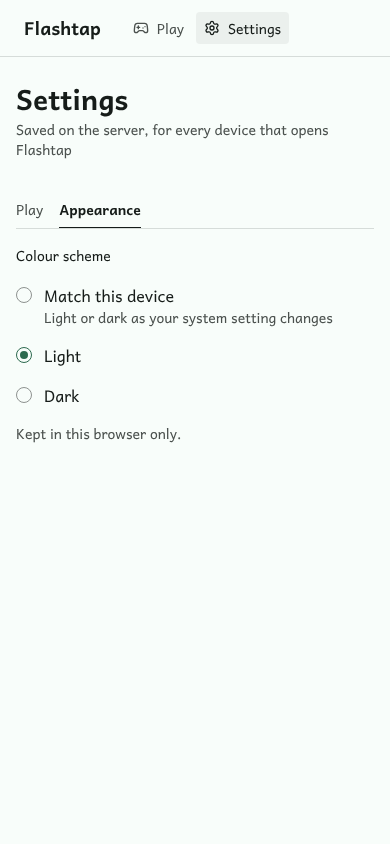 Flashtap
Play
Settings
Settings
Saved on the server, for every device that opens
Flashtap
Play
Appearance
Colour scheme
Match this device
Light or dark as your system setting changes
Light
Dark
Kept in this browser only.